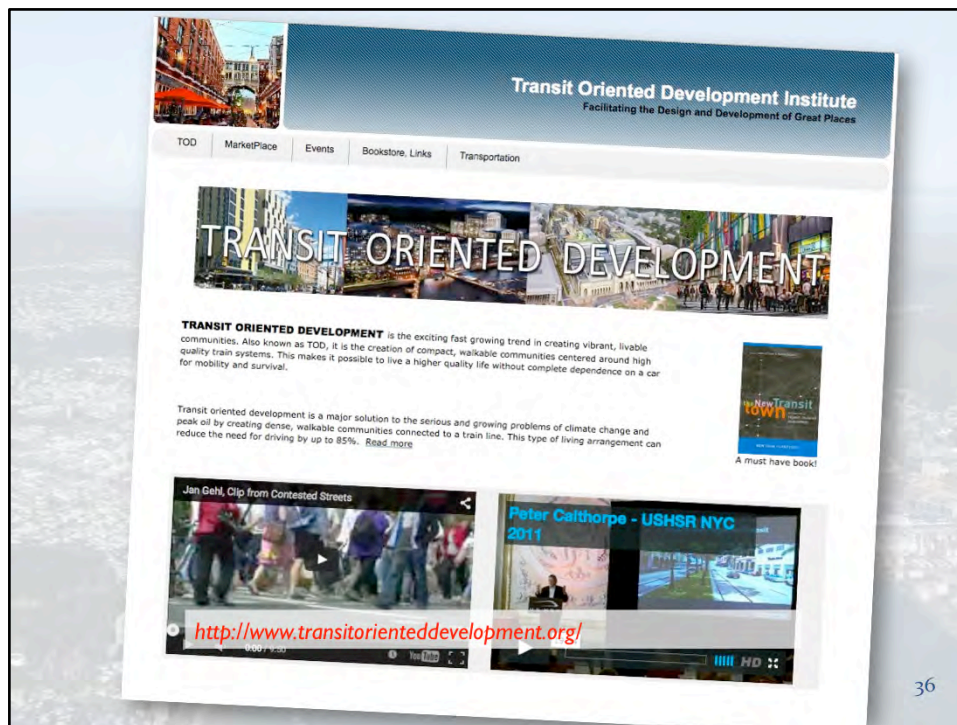 Transit Oriented Development Institute
Facilitating the Design and Development of Great Places
TOD
MarketPlace
Events
Bookstore, Links
Transportation
TRANSIT ORIENTED DEVELOPMENT
TRANSIT ORIENTED DEVELOPMENT is the exciting fast growing trend in creating vibrant, livable
communities. Also known as TOD, it is the creation of compact, walkable communities centered around high
quality train systems. This makes it possible to live a higher quality life without complete dependence on a car
for mobility and survival.
the New Transit
town
A must have book!
Transit oriented development is a major solution to the serious and growing problems of climate change and
peak oil by creating dense, walkable communities connected to a train line. This type of living arrangement can
reduce the need for driving by up to 85%. Read more
Jan Gehl, Clip from Contested Streets
Peter Calthorpe - USHSR NYC
2011
http://www.transitorienteddevelopment.org/
YouTube
HD
36